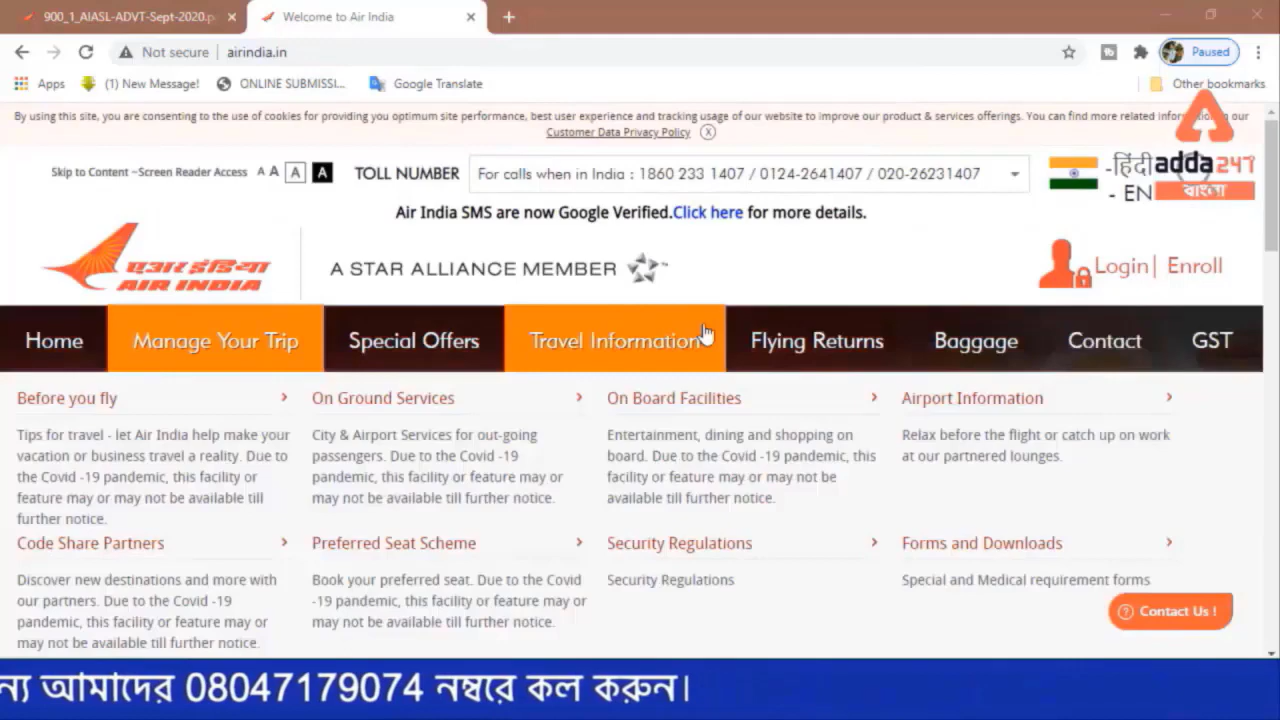 900_1_AIASL-ADVT-Sept-2020.p
Welcome to Air India
Not secure
airindia.in
Paused
Apps
(1) New Message!
ONLINE SUBMISSI...
Google Translate
Other bookmarks
By using this site, you are consenting to the use of cookies for providing you optimum site performance, best user experience and tracking usage of our website to improve our product & services offerings. You can find more related our
Customer Data Privacy Policy
Skip to Content –Screen Reader Access A A A A
TOLL NUMBER
For calls when in India : 1860 233 1407 / 0124-2641407 / 020-26231407
-हिंदी
- EN
adda247
বাংলা
Air India SMS are now Google Verified.Click here for more details.
एअर इंडिया
AIR INDIA
A STAR ALLIANCE MEMBER
Login| Enroll
Home
Manage Your Trip
Special Offers
Travel Information
Flying Returns
Baggage
Contact
GST
Before you fly
Tips for travel - let Air India help make your
vacation or business travel a reality. Due to
the Covid -19 pandemic, this facility or
feature may or may not be available till
further notice.
On Ground Services
City & Airport Services for out-going
passengers. Due to the Covid -19
pandemic, this facility or feature may or
may not be available till further notice.
On Board Facilities
Entertainment, dining and shopping on
board. Due to the Covid -19 pandemic, this
facility or feature may or may not be
available till further notice.
Airport Information
Relax before the flight or catch up on work
at our partnered lounges.
Code Share Partners
Discover new destinations and more with
our partners. Due to the Covid -19
pandemic, this facility or feature may or
may not be available till further notice.
Preferred Seat Scheme
Book your preferred seat. Due to the Covid
-19 pandemic, this facility or feature may or
may not be available till further notice.
Security Regulations
Security Regulations
Forms and Downloads
Special and Medical requirement forms
Contact Us !
ন্য আমাদের 08047179074 নম্বরে কল করুন।